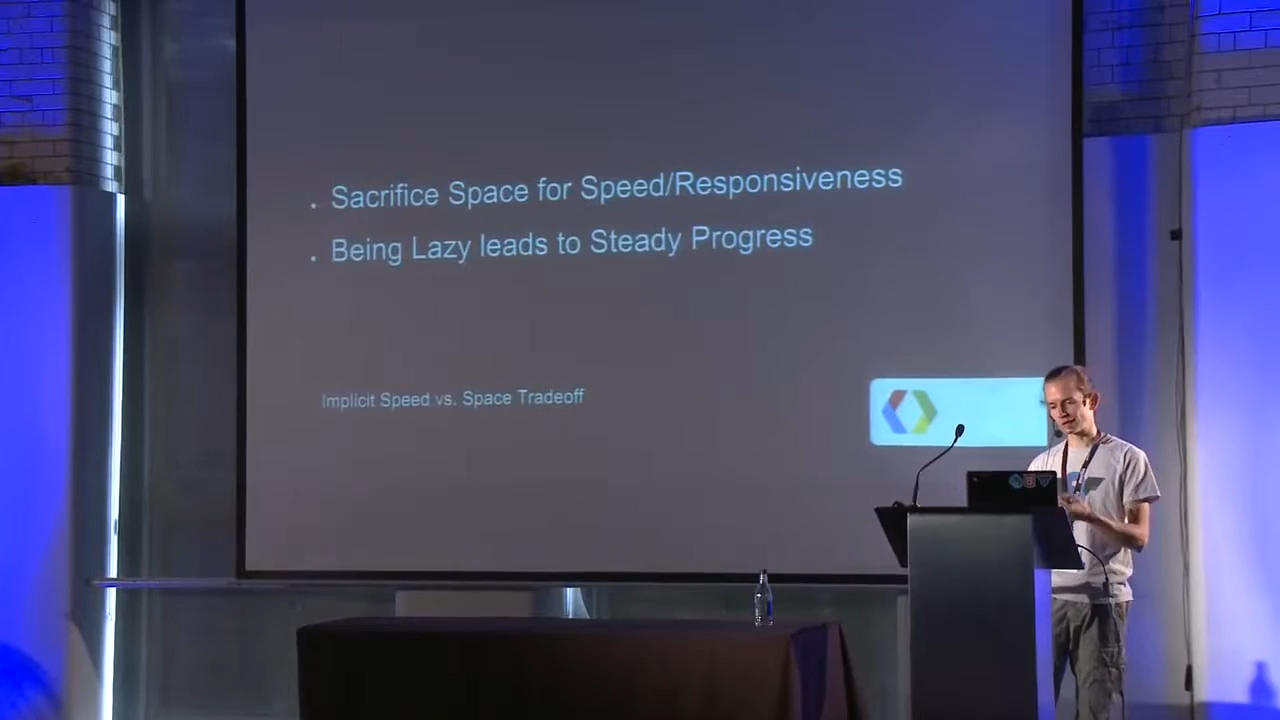 . Sacrifice Space for Speed/Responsiveness
. Being Lazy leads to Steady Progress
Implicit Speed vs. Space Tradeoff